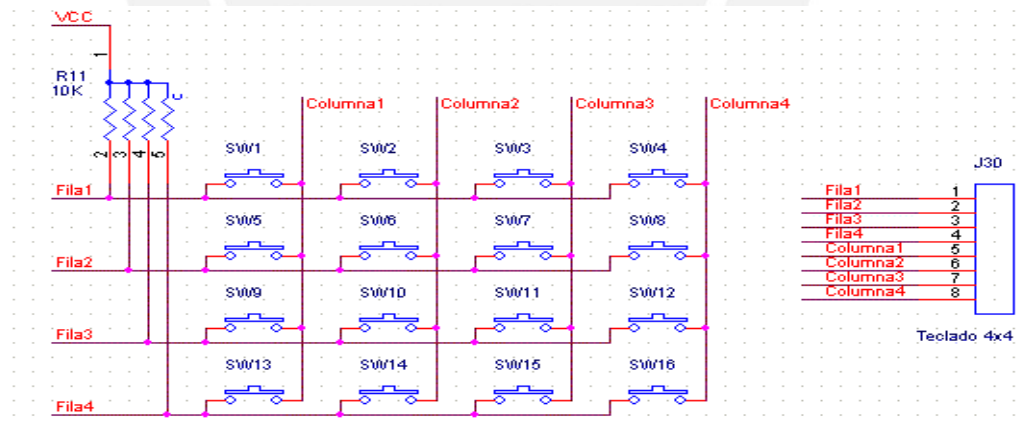 VCC
1
R11
10K
C
2 3 4 5
Columna1 Columna2 Columna3 Columna4
SW1 SW2 SW3 SW4
Fila1
SW5 SW6 SW7 SW8
Fila2
SW9 SW10 SW11 SW12
Fila3
SW13 SW14 SW15 SW16
Fila4
J30
Fila1 1
Fila2 2
Fila3 3
Fila4 4
Columna1 5
Columna2 6
Columna3 7
Columna4 8
Teclado 4x4